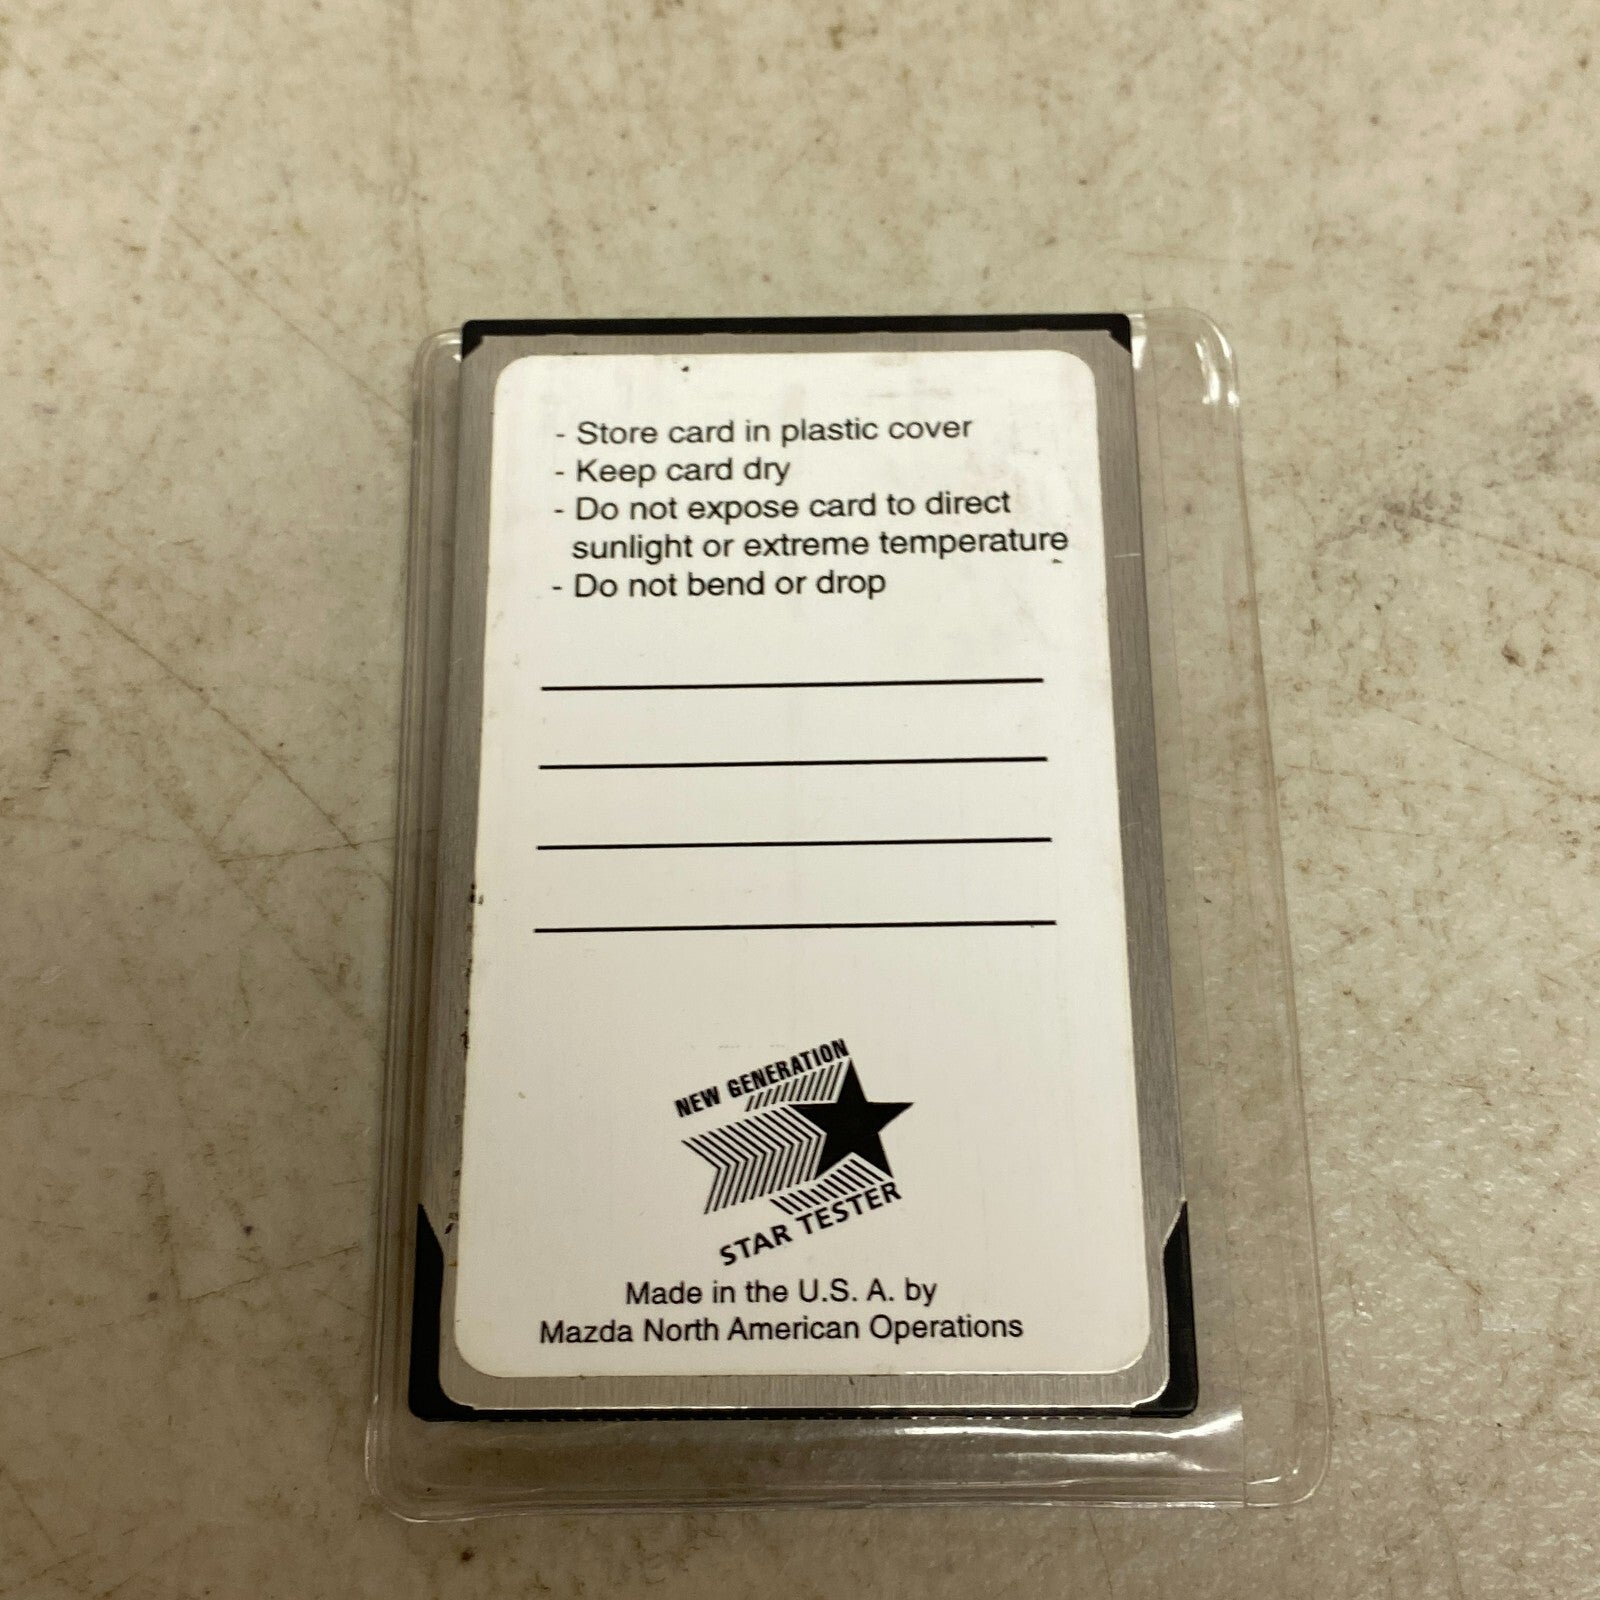 - Store card in plastic cover
- Keep card dry
- Do not expose card to direct
sunlight or extreme temperature
- Do not bend or drop
NEW GENERATION
STAR TESTER
Made in the U.S. A. by
Mazda North American Operations